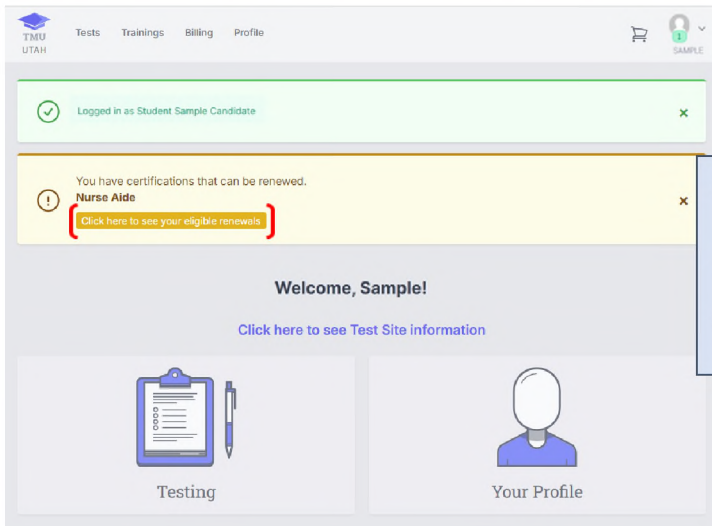 TMU
UTAH
Tests Trainings Billing Profile
1
SAMPLE
Logged in as Student Sample Candidate
You have certifications that can be renewed.
Nurse Aide
Click here to see your eligible renewals
Welcome, Sample!
Click here to see Test Site information
Testing
Your Profile